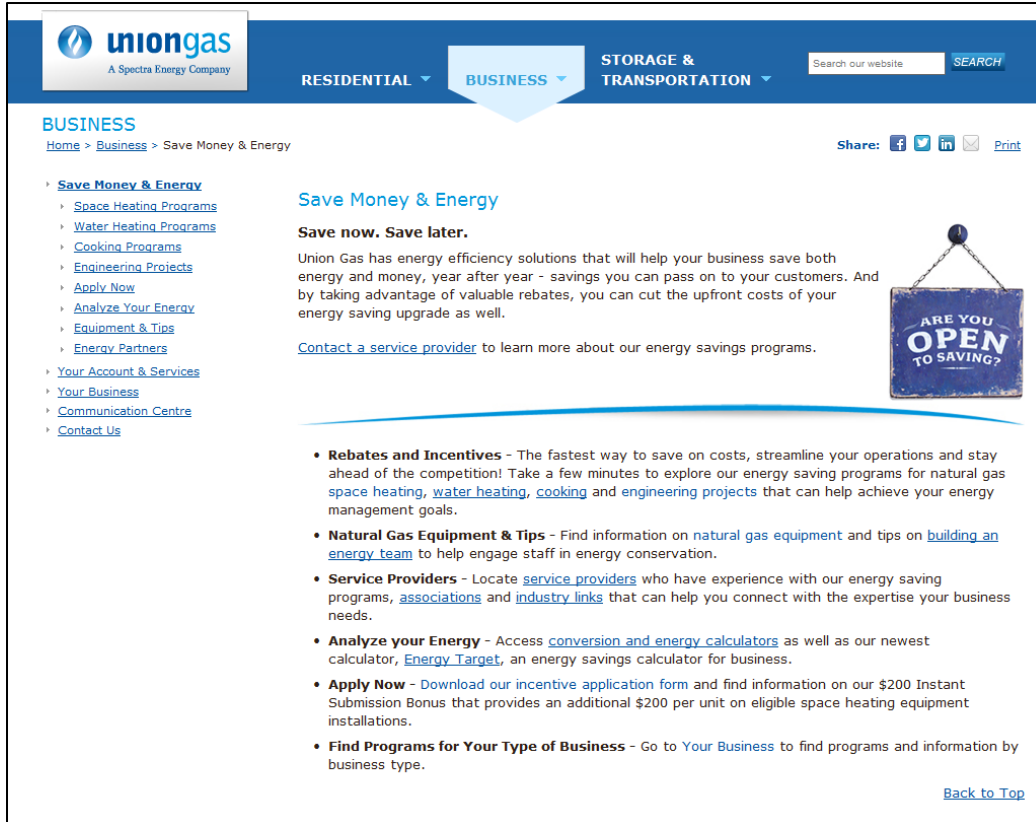 uniongas
A Spectra Energy Company
RESIDENTIAL
BUSINESS
STORAGE &
TRANSPORTATION
Search our website
SEARCH
BUSINESS
Home > Business > Save Money & Energy
Share:
Print
Save Money & Energy
Space Heating Programs
Water Heating Programs
Cooking Programs
Engineering Projects
Apply Now
Analyze Your Energy
Equipment & Tips
Energy Partners
Your Account & Services
Your Business
Communication Centre
Contact Us
Save Money & Energy
Save now. Save later.
Union Gas has energy efficiency solutions that will help your business save both
energy and money, year after year - savings you can pass on to your customers. And
by taking advantage of valuable rebates, you can cut the upfront costs of your
energy saving upgrade as well.
Contact a service provider to learn more about our energy savings programs.
ARE YOU
OPEN
TO SAVING?
• Rebates and Incentives - The fastest way to save on costs, streamline your operations and stay
ahead of the competition! Take a few minutes to explore our energy saving programs for natural gas
space heating, water heating, cooking and engineering projects that can help achieve your energy
management goals.
• Natural Gas Equipment & Tips - Find information on natural gas equipment and tips on building an
energy team to help engage staff in energy conservation.
• Service Providers - Locate service providers who have experience with our energy saving
programs, associations and industry links that can help you connect with the expertise your business
needs.
• Analyze your Energy - Access conversion and energy calculators as well as our newest
calculator, Energy Target, an energy savings calculator for business.
• Apply Now - Download our incentive application form and find information on our $200 Instant
Submission Bonus that provides an additional $200 per unit on eligible space heating equipment
installations.
• Find Programs for Your Type of Business - Go to Your Business to find programs and information by
business type.
Back to Top